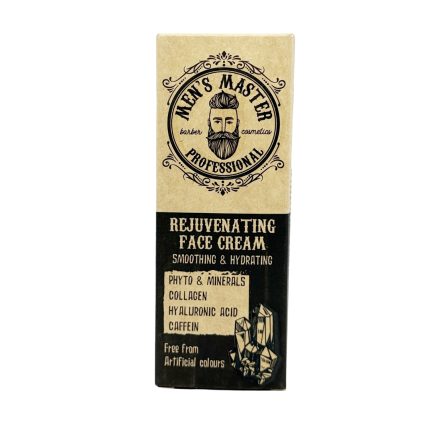 MEN'S MASTER
barber cosmetics
PROFESSIONAL
REJUVENATING
FACE CREAM
SMOOTHING & HYDRATING
PHYTO & MINERALS
COLLAGEN
HYALURONIC ACID
CAFFEIN
Free from
Artificial colours